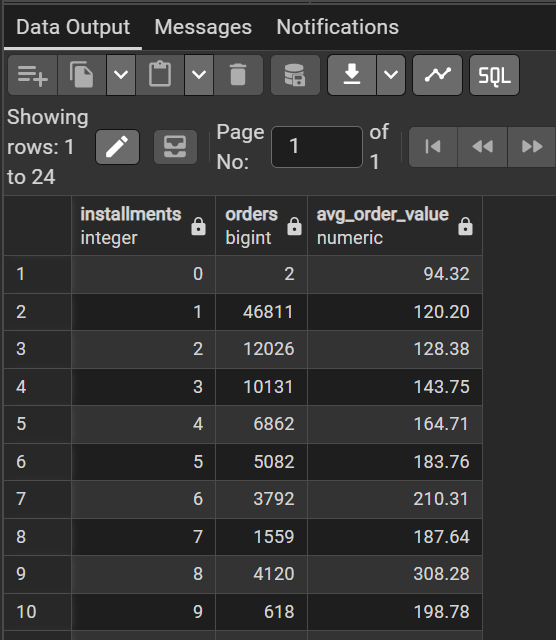 Data Output Messages Notifications
SQL
Showing
rows: 1
to 24
Page
No:
1
of
1
installments orders avg_order_value
integer bigint numeric
1 0 2 94.32
2 1 46811 120.20
3 2 12026 128.38
4 3 10131 143.75
5 4 6862 164.71
6 5 5082 183.76
7 6 3792 210.31
8 7 1559 187.64
9 8 4120 308.28
10 9 618 198.78